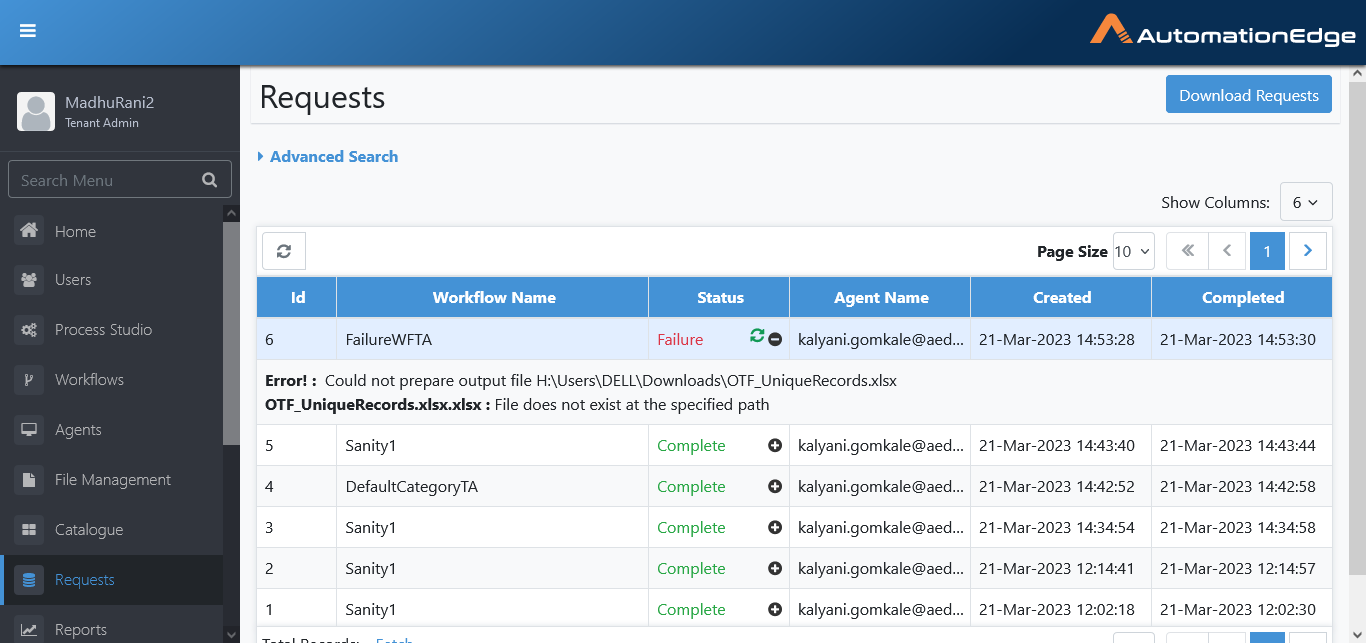 AutomationEdge
MadhuRani2
Tenant Admin
Search Menu
Home
Users
Process Studio
Workflows
Agents
File Management
Catalogue
Requests
Reports
Requests
Download Requests
Advanced Search
Show Columns: 6
Page Size 10 1
Id Workflow Name Status Agent Name Created Completed
6 FailureWFTA Failure kalyani.gomkale@aed... 21-Mar-2023 14:53:28 21-Mar-2023 14:53:30
Error! : Could not prepare output file H:\Users\DELL\Downloads\OTF_UniqueRecords.xlsx
OTF_UniqueRecords.xlsx.xlsx : File does not exist at the specified path
5 Sanity1 Complete kalyani.gomkale@aed... 21-Mar-2023 14:43:40 21-Mar-2023 14:43:44
4 DefaultCategoryTA Complete kalyani.gomkale@aed... 21-Mar-2023 14:42:52 21-Mar-2023 14:42:58
3 Sanity1 Complete kalyani.gomkale@aed... 21-Mar-2023 14:34:54 21-Mar-2023 14:34:58
2 Sanity1 Complete kalyani.gomkale@aed... 21-Mar-2023 12:14:41 21-Mar-2023 12:14:57
1 Sanity1 Complete kalyani.gomkale@aed... 21-Mar-2023 12:02:18 21-Mar-2023 12:02:30
Total Records: Fetch